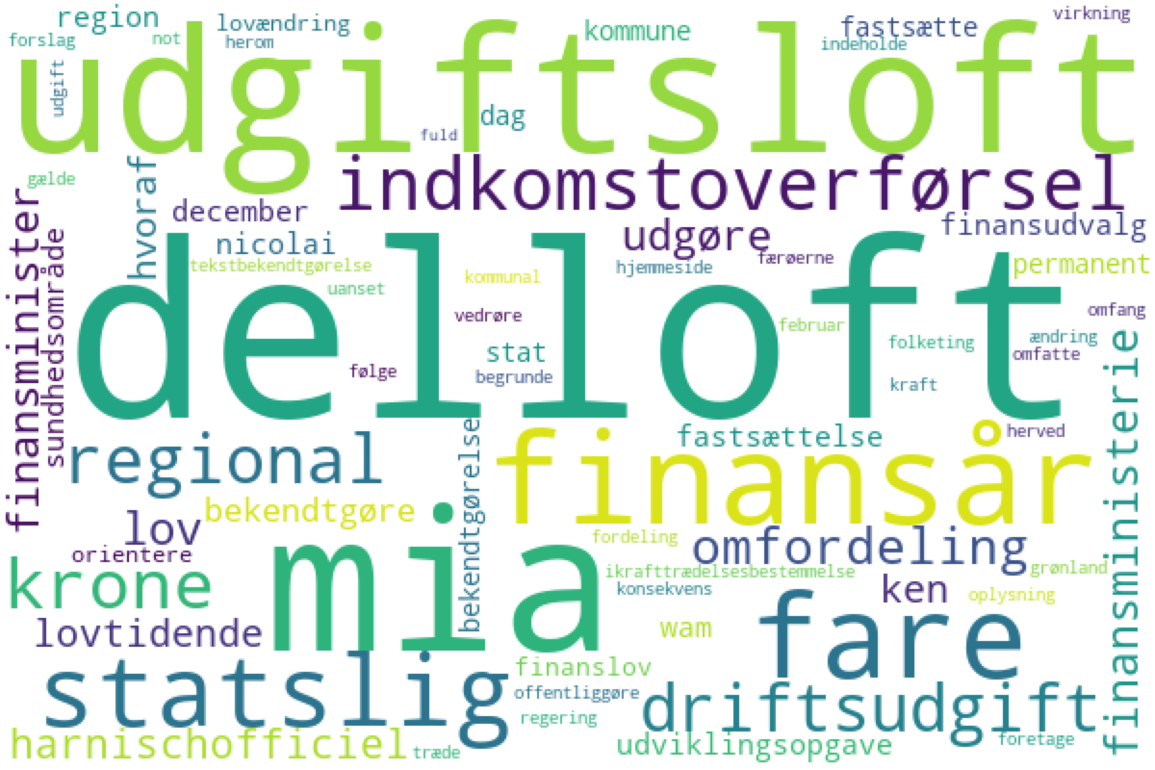 region
lovændring
kommune
fastsætte
virkning
forslag
not
herom
indeholde
udgiftsloft
udgift
dag
fuld
hvoraf
indkomstoverførsel
gælde
december
finansudvalg
nicolai
udgøre
færøerne
finansminister
sundhedsområde
tekstbekendtgørelse
kommunal
hjemmeside
permanent
uanset
delloft
vedrøre
februar
omfang
folketing
ændring
stat
omfatte
følge
begrunde
kraft
finansministerie
regional
bekendtgørelse
fastsættelse
herved
finansår
bekendtgøre
lov
orientere
mia
fordeling
omfordeling
krone
ikrafttrædelsesbestemmelse
grønland
konsekvens
ken
oplysning
lovtidende
wam
fare
statslig
finanslov
offentliggøre
driftsudgift
regering
harnischofficiel
træde
udviklingsopgave
foretage